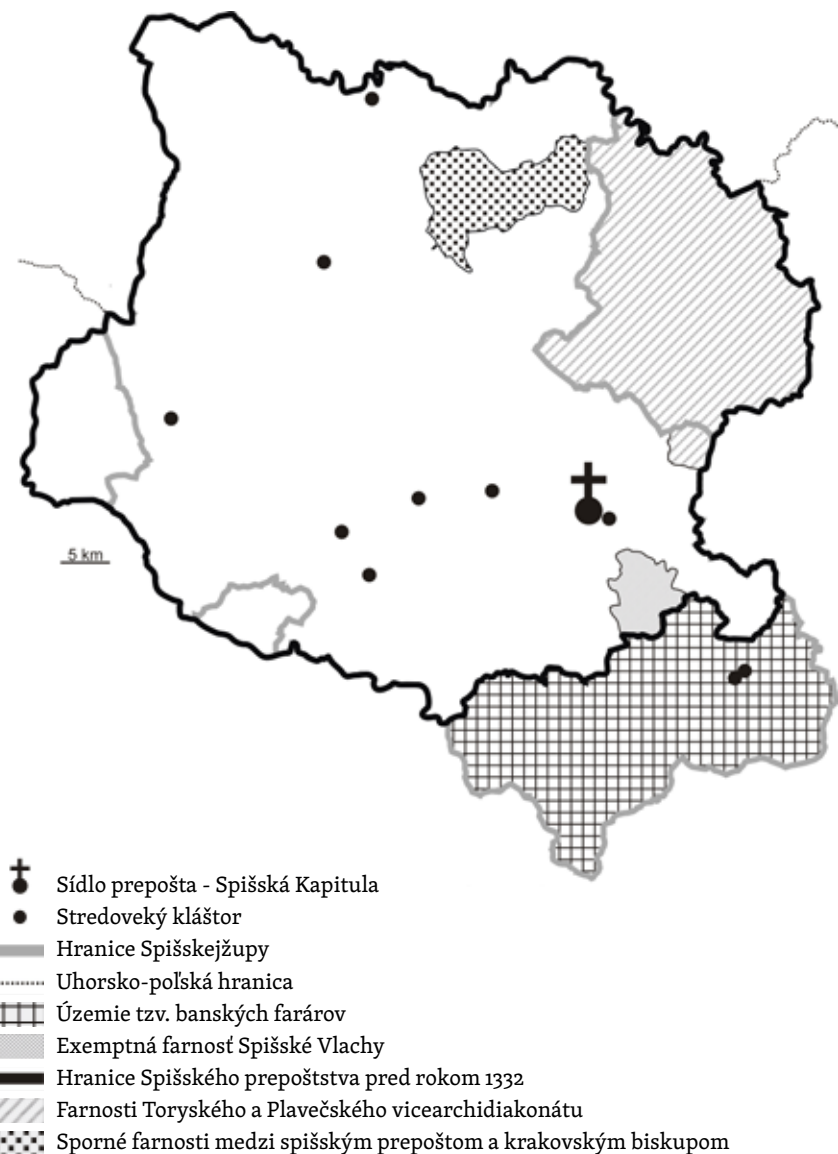 5 km
Sídlo prepošta - Spišská Kapitula
Stredoveký kláštor
Hranice Spišskejžupy
Uhorsko-poľská hranica
Územie tzv. banských farárov
Exemptná farnosť Spišské Vlachy
Hranice Spišského prepoštstva pred rokom 1332
Farnosti Toryského a Plavečského vicearchidiakonátu
Sporné farnosti medzi spišským prepoštom a krakovským biskupom